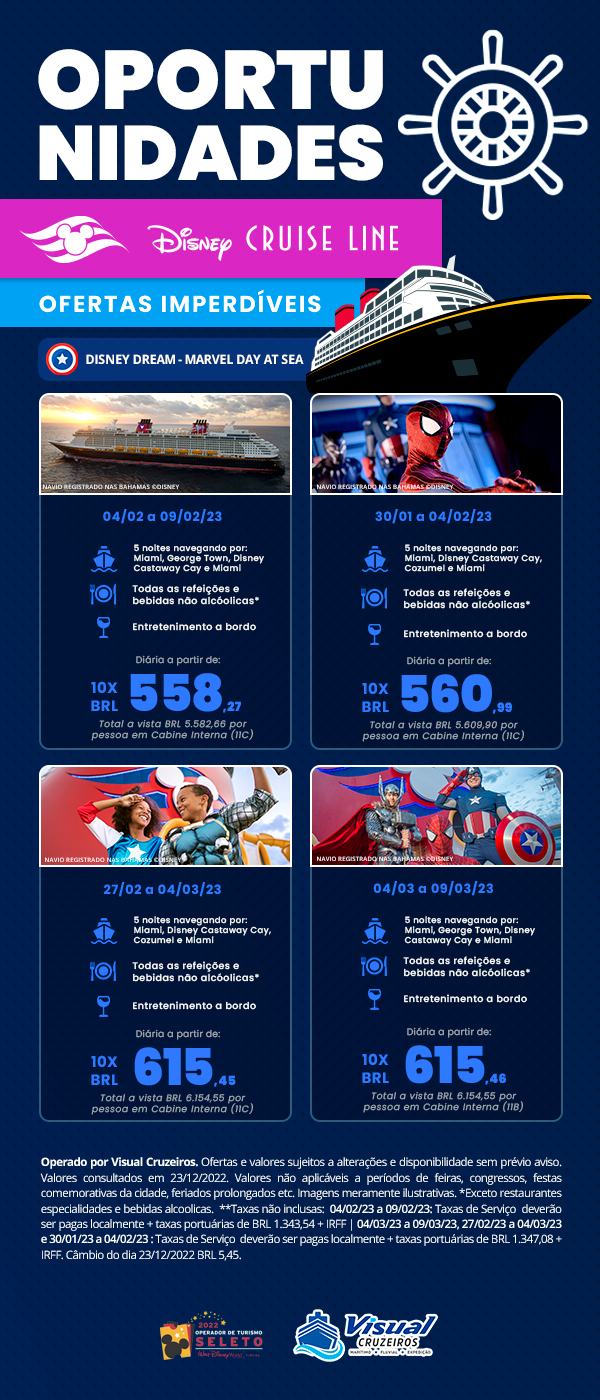 OPORTU
NIDADES
Disney CRUISE LINE
OFERTAS IMPERDÍVEIS
DISNEY DREAM - MARVEL DAY AT SEA
NAVIO REGISTRADO NAS BAHAMAS ©DISNEY
04/02 a 09/02/23
5 noites navegando por:
Miami, George Town, Disney
Castaway Cay e Miami
Todas as refeições e
bebidas não alcóolicas*
Entretenimento a bordo
Diária a partir de:
10X
BRL 558,27
Total a vista BRL 5.582,66 por
pessoa em Cabine Interna (11C)
NAVIO REGISTRADO NAS BAHAMAS ©DISNEY
30/01 a 04/02/23
5 noites navegando por:
Miami, Disney Castaway Cay,
Cozumel e Miami
Todas as refeições e
bebidas não alcóolicas*
Entretenimento a bordo
Diária a partir de:
10X
BRL 560,99
Total a vista BRL 5.609,90 por
pessoa em Cabine Interna (11C)
NAVIO REGISTRADO NAS BAHAMAS ©DISNEY
27/02 a 04/03/23
5 noites navegando por:
Miami, Disney Castaway Cay,
Cozumel e Miami
Todas as refeições e
bebidas não alcóolicas*
Entretenimento a bordo
Diária a partir de:
10X
BRL 615,45
Total a vista BRL 6.154,55 por
pessoa em Cabine Interna (11C)
NAVIO REGISTRADO NAS BAHAMAS ©DISNEY
04/03 a 09/03/23
5 noites navegando por:
Miami, George Town, Disney
Castaway Cay e Miami
Todas as refeições e
bebidas não alcóolicas*
Entretenimento a bordo
Diária a partir de:
10X
BRL 615,46
Total a vista BRL 6.154,55 por
pessoa em Cabine Interna (11B)
Operado por Visual Cruzeiros. Ofertas e valores sujeitos a alterações e disponibilidade sem prévio aviso.
Valores consultados em 23/12/2022. Valores não aplicáveis a períodos de feiras, congressos, festas
comemorativas da cidade, feriados prolongados etc. Imagens meramente ilustrativas. *Exceto restaurantes
especialidades e bebidas alcoolicas. **Taxas não inclusas: 04/02/23 a 09/02/23: Taxas de Serviço deverão
ser pagas localmente + taxas portuárias de BRL 1.343,54 + IRFF | 04/03/23 a 09/03/23, 27/02/23 a 04/03/23
e 30/01/23 a 04/02/23 : Taxas de Serviço deverão ser pagas localmente + taxas portuárias de BRL 1.347,08 +
IRFF. Câmbio do dia 23/12/2022 BRL 5,45.
2022
OPERADOR DE TURISMO
SELETO
Walt Disney World
Visual
CRUZEIROS
MARÍTIMO FLUVIAL EXPEDIÇÃO